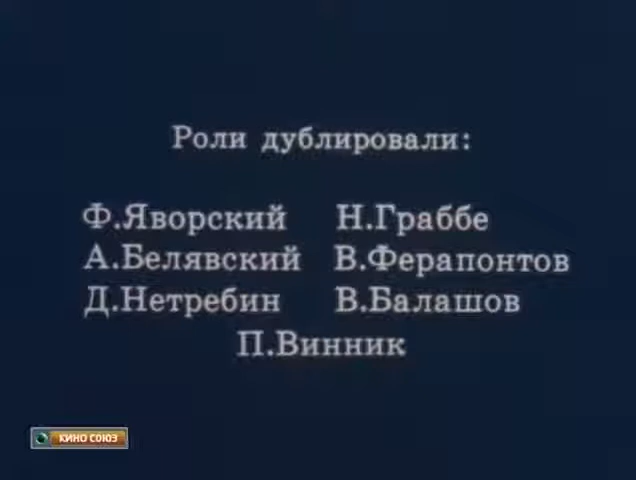 Роли дублировали:
Ф.Яворский Н.Граббе
А.Белявский В.Ферапонтов
Д.Нетребин В.Балашов
П.Винник
КИНО СОЮЗ